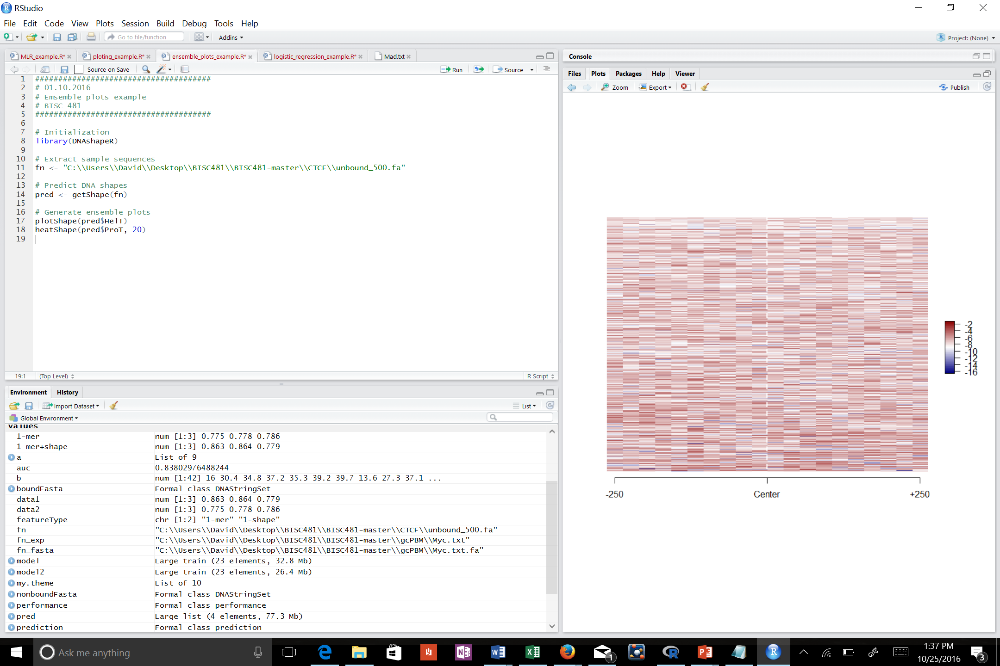 RStudio
File Edit Code View Plots Session Build Debug Tools Help
Go to file/function Addins Project: (None)
MLR_example.R* ploting_example.R* ensemble_plots_example.R* logistic_regression_example.R* Mad.txt
Source on Save Run Source
1 ######################################
2 # 01.10.2016
3 # Emsemble plots example
4 # BISC 481
5 ######################################
6
7 # Initialization
8 library(DNAshapeR)
9
10 # Extract sample sequences
11 fn <- "C:\\Users\\David\\Desktop\\BISC481\\BISC481-master\\CTCF\\unbound_500.fa"
12
13 # Predict DNA shapes
14 pred <- getShape(fn)
15
16 # Generate ensemble plots
17 plotShape(pred$HelT)
18 heatShape(pred$ProT, 20)
19
19:1 (Top Level) R Script
Environment History
Import Dataset List
Global Environment
values
1-mer num [1:3] 0.775 0.778 0.786
1-mer+shape num [1:3] 0.863 0.864 0.779
a List of 9
auc 0.83802976488244
b num [1:42] 16 30.4 34.8 37.2 35.3 39.2 39.7 13.6 27.3 37.1 ...
boundFasta Formal class DNAStringSet
data1 num [1:3] 0.863 0.864 0.779
data2 num [1:3] 0.775 0.778 0.786
featureType chr [1:2] "1-mer" "1-shape"
fn "C:\\Users\\David\\Desktop\\BISC481\\BISC481-master\\CTCF\\unbound_500.fa"
fn_exp "C:\\Users\\David\\Desktop\\BISC481\\BISC481-master\\gcPBM\\Myc.txt"
fn_fasta "C:\\Users\\David\\Desktop\\BISC481\\BISC481-master\\gcPBM\\Myc.txt.fa"
model Large train (23 elements, 32.8 Mb)
model2 Large train (23 elements, 26.4 Mb)
my.theme List of 10
nonboundFasta Formal class DNAStringSet
performance Formal class performance
pred Large list (4 elements, 77.3 Mb)
prediction Formal class prediction
Console
Files Plots Packages Help Viewer
Zoom Export Publish
-2
-4
-6
-8
-10
-12
-14
-16
-250 Center +250
Ask me anything
1
1:37 PM
10/25/2016
3